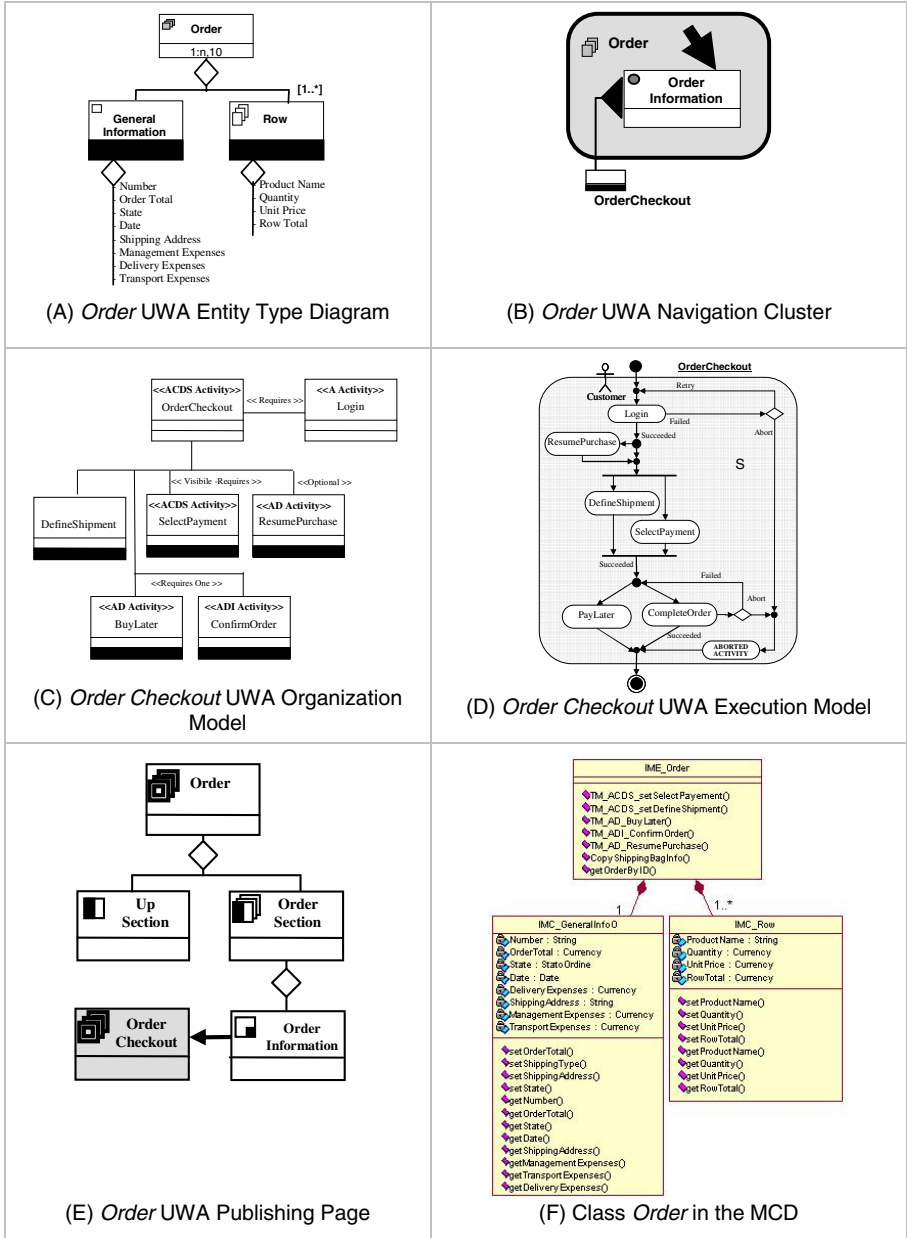 Order
1:n,10
[1..*]
General
Information
Row
- Number
- Order Total
- State
- Date
- Shipping Address
- Management Expenses
- Delivery Expenses
- Transport Expenses
- Product Name
- Quantity
- Unit Price
- Row Total
(A) Order UWA Entity Type Diagram
Order
Order
Information
OrderCheckout
(B) Order UWA Navigation Cluster
<<ACDS Activity>>
OrderCheckout
<< Requires >>
<<A Activity>>
Login
<< Visibile -Requires >>
<<Optional >>
DefineShipment
<<ACDS Activity>>
SelectPayment
<<AD Activity>>
ResumePurchase
<<Requires One >>
<<AD Activity>>
BuyLater
<<ADI Activity>>
ConfirmOrder
(C) Order Checkout UWA Organization
Model
OrderCheckout
Customer
Retry
Login
Failed
Abort
Succeeded
ResumePurchase
S
DefineShipment
SelectPayment
Succeeded
Failed
Abort
PayLater
CompleteOrder
Succeeded
ABORTED
ACTIVITY
(D) Order Checkout UWA Execution Model
Order
Up
Section
Order
Section
Order
Checkout
Order
Information
(E) Order UWA Publishing Page
IME_Order
TM_ACDS_setSelectPayement()
TM_ACDS_setDefineShipment()
TM_AD_BuyLater()
TM_ADI_ConfirmOrder()
TM_AD_ResumePurchase()
CopyShippingBagInfo()
getOrderByID()
1
1..*
IMC_GeneralInfoO
Number : String
OrderTotal : Currency
State : StatoOrdine
Date : Date
DeliveryExpenses : Currency
ShippingAddress : String
ManagementExpenses : Currency
TransportExpenses : Currency
setOrderTotal()
setShippingType()
setShippingAddress()
setState()
getNumber()
getOrderTotal()
getState()
getDate()
getShippingAddress()
getManagementExpenses()
getTransportExpenses()
getDeliveryExpenses()
IMC_Row
ProductName : String
Quantity : Currency
UnitPrice : Currency
RowTotal : Currency
setProductName()
setQuantity()
setUnitPrice()
setRowTotal()
getProductName()
getQuantity()
getUnitPrice()
getRowTotal()
(F) Class Order in the MCD